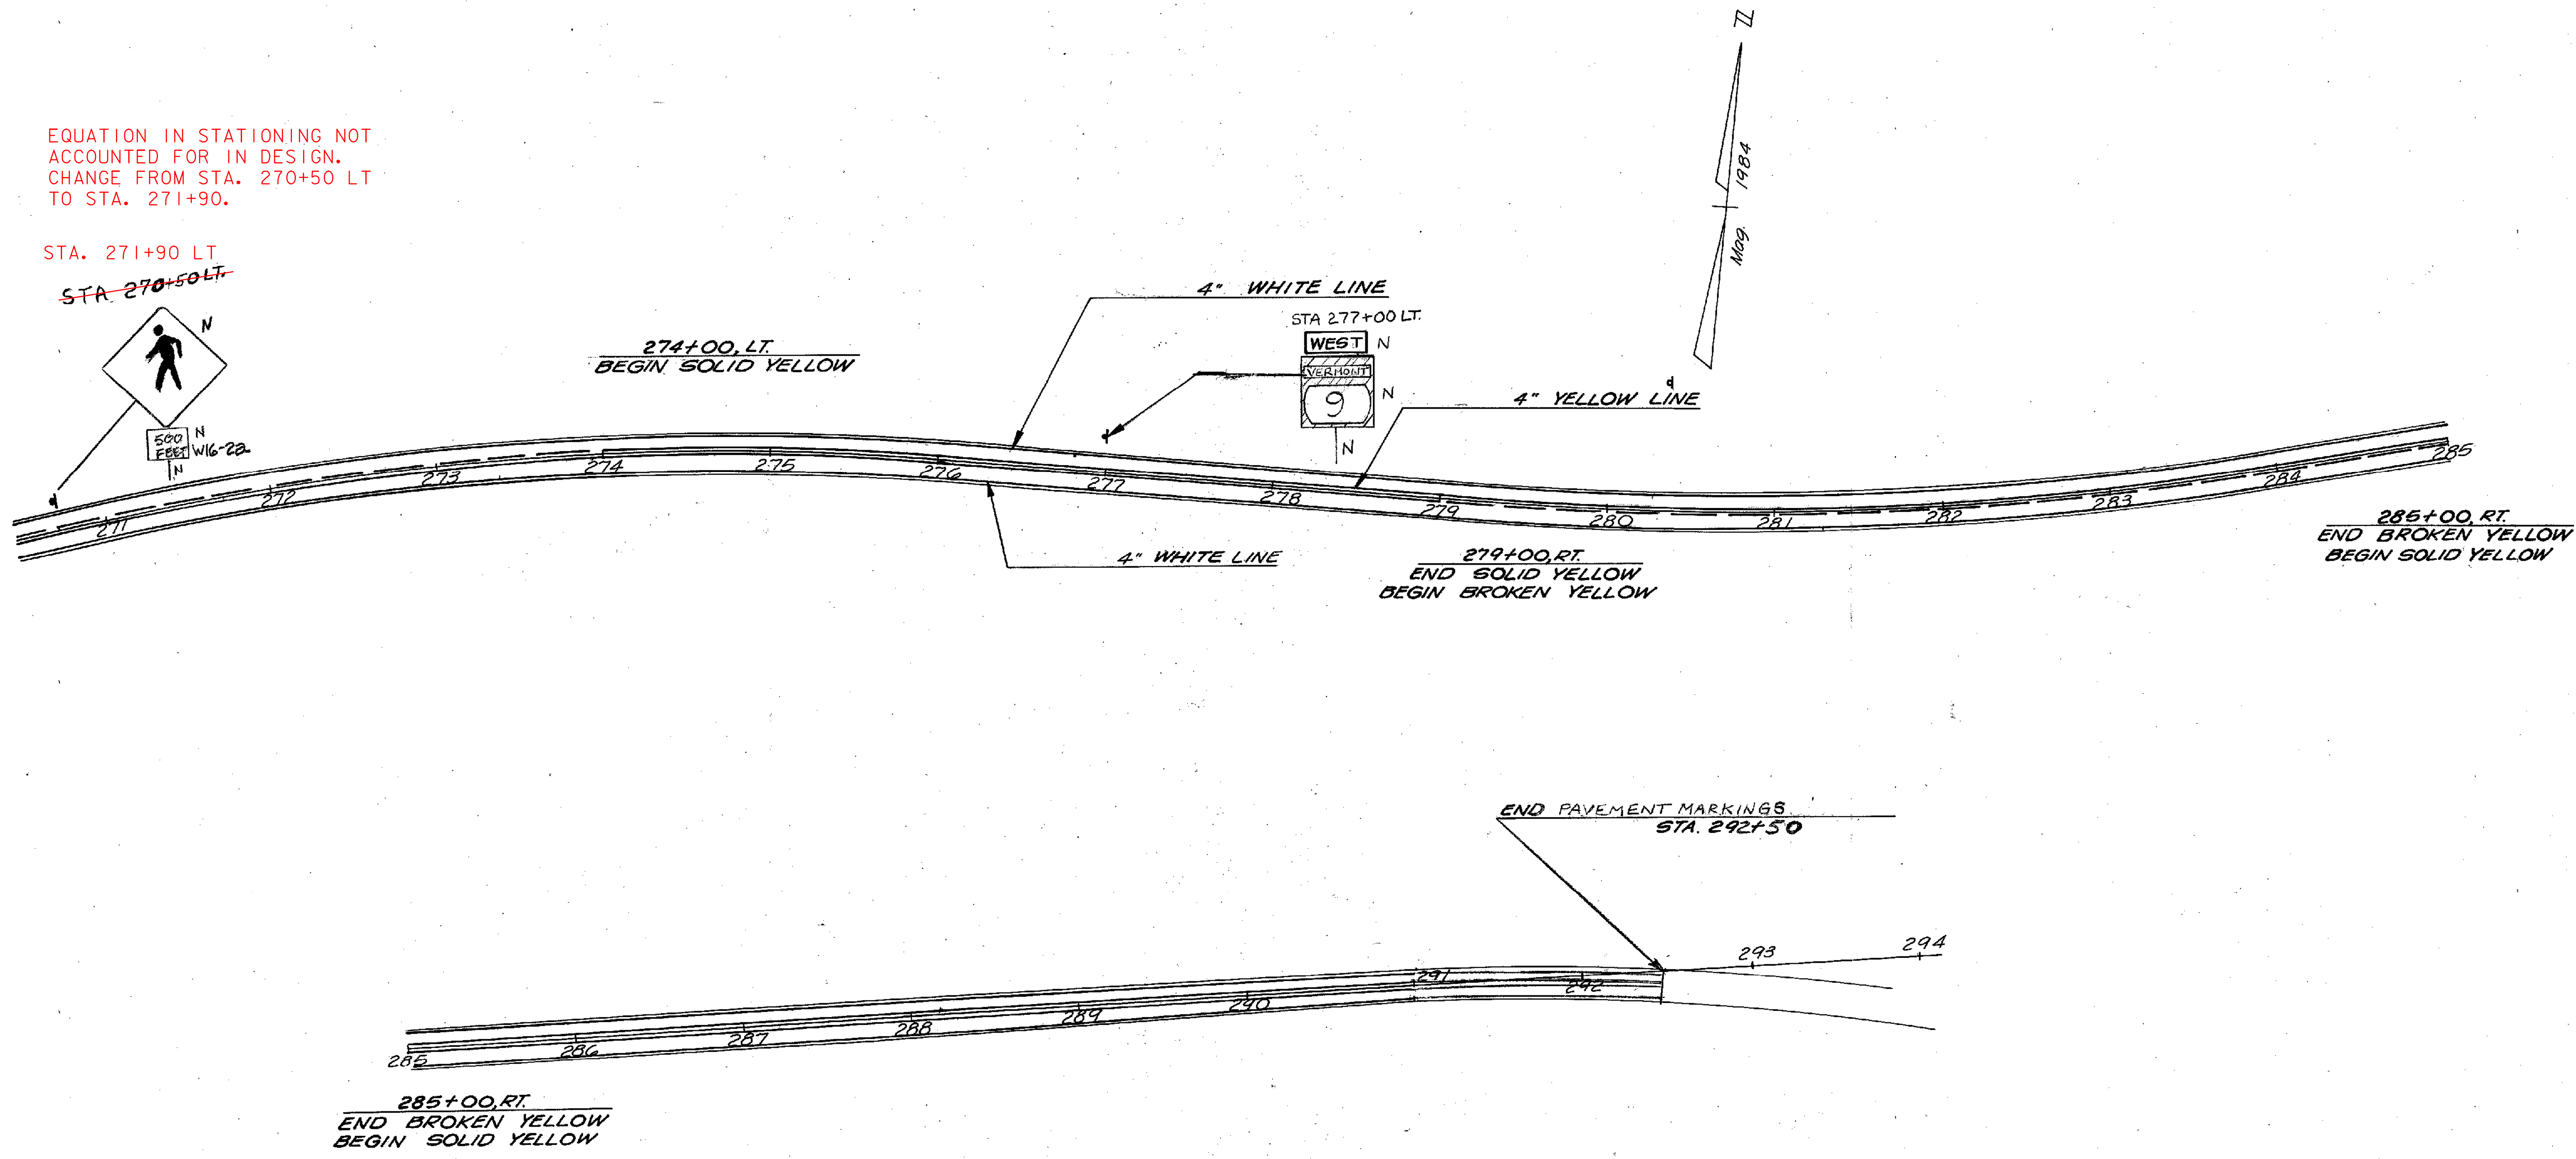 Z
Mag. 1984
EQUATION IN STATIONING NOT
ACCOUNTED FOR IN DESIGN.
CHANGE FROM STA. 270+50 LT
TO STA. 271+90.
STA. 271+90 LT
STA. 270+50 LT.
N
500
FEET
N
W16-2a
N
274+00, LT.
BEGIN SOLID YELLOW
4" WHITE LINE
STA 277+00 LT.
WEST
N
VERMONT
9
N
N
4" YELLOW LINE
271
272
273
274
275
276
277
278
279
280
281
282
283
284
285
4" WHITE LINE
279+00, RT.
END SOLID YELLOW
BEGIN BROKEN YELLOW
285+00, RT.
END BROKEN YELLOW
BEGIN SOLID YELLOW
END PAVEMENT MARKINGS
STA. 292+50
285
286
287
288
289
290
291
292
293
294
285+00, RT.
END BROKEN YELLOW
BEGIN SOLID YELLOW